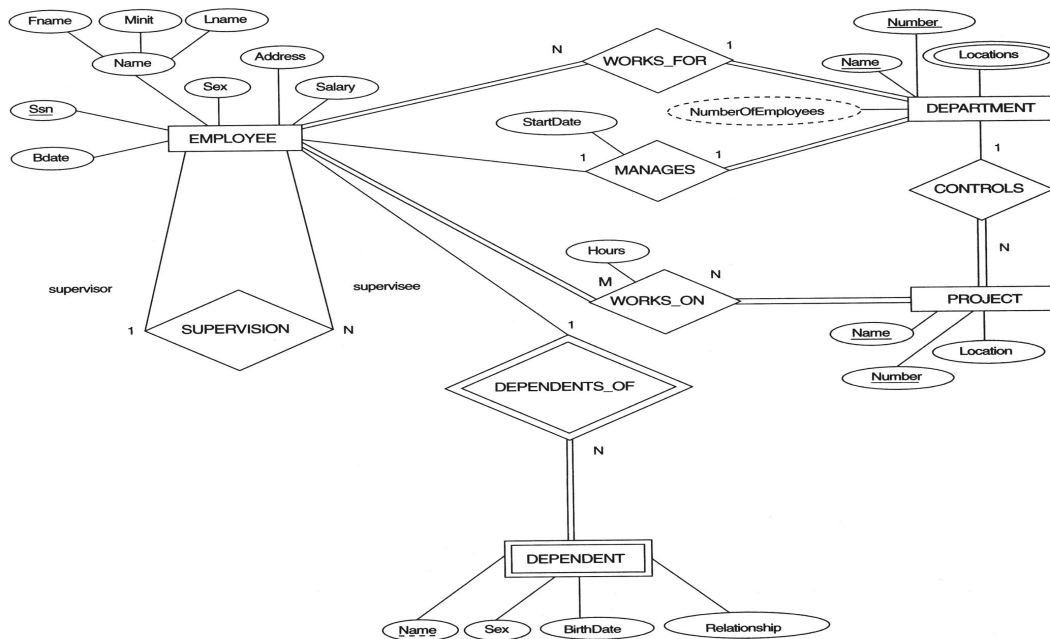 Fname
Minit
Lname
Name
Ssn
Bdate
Sex
Address
Salary
EMPLOYEE
N
WORKS_FOR
1
Number
Name
Locations
NumberOfEmployees
DEPARTMENT
StartDate
1
MANAGES
1
1
CONTROLS
N
supervisor
supervisee
1
SUPERVISION
N
Hours
M
WORKS_ON
N
PROJECT
Name
Number
Location
1
DEPENDENTS_OF
N
DEPENDENT
Name
Sex
BirthDate
Relationship